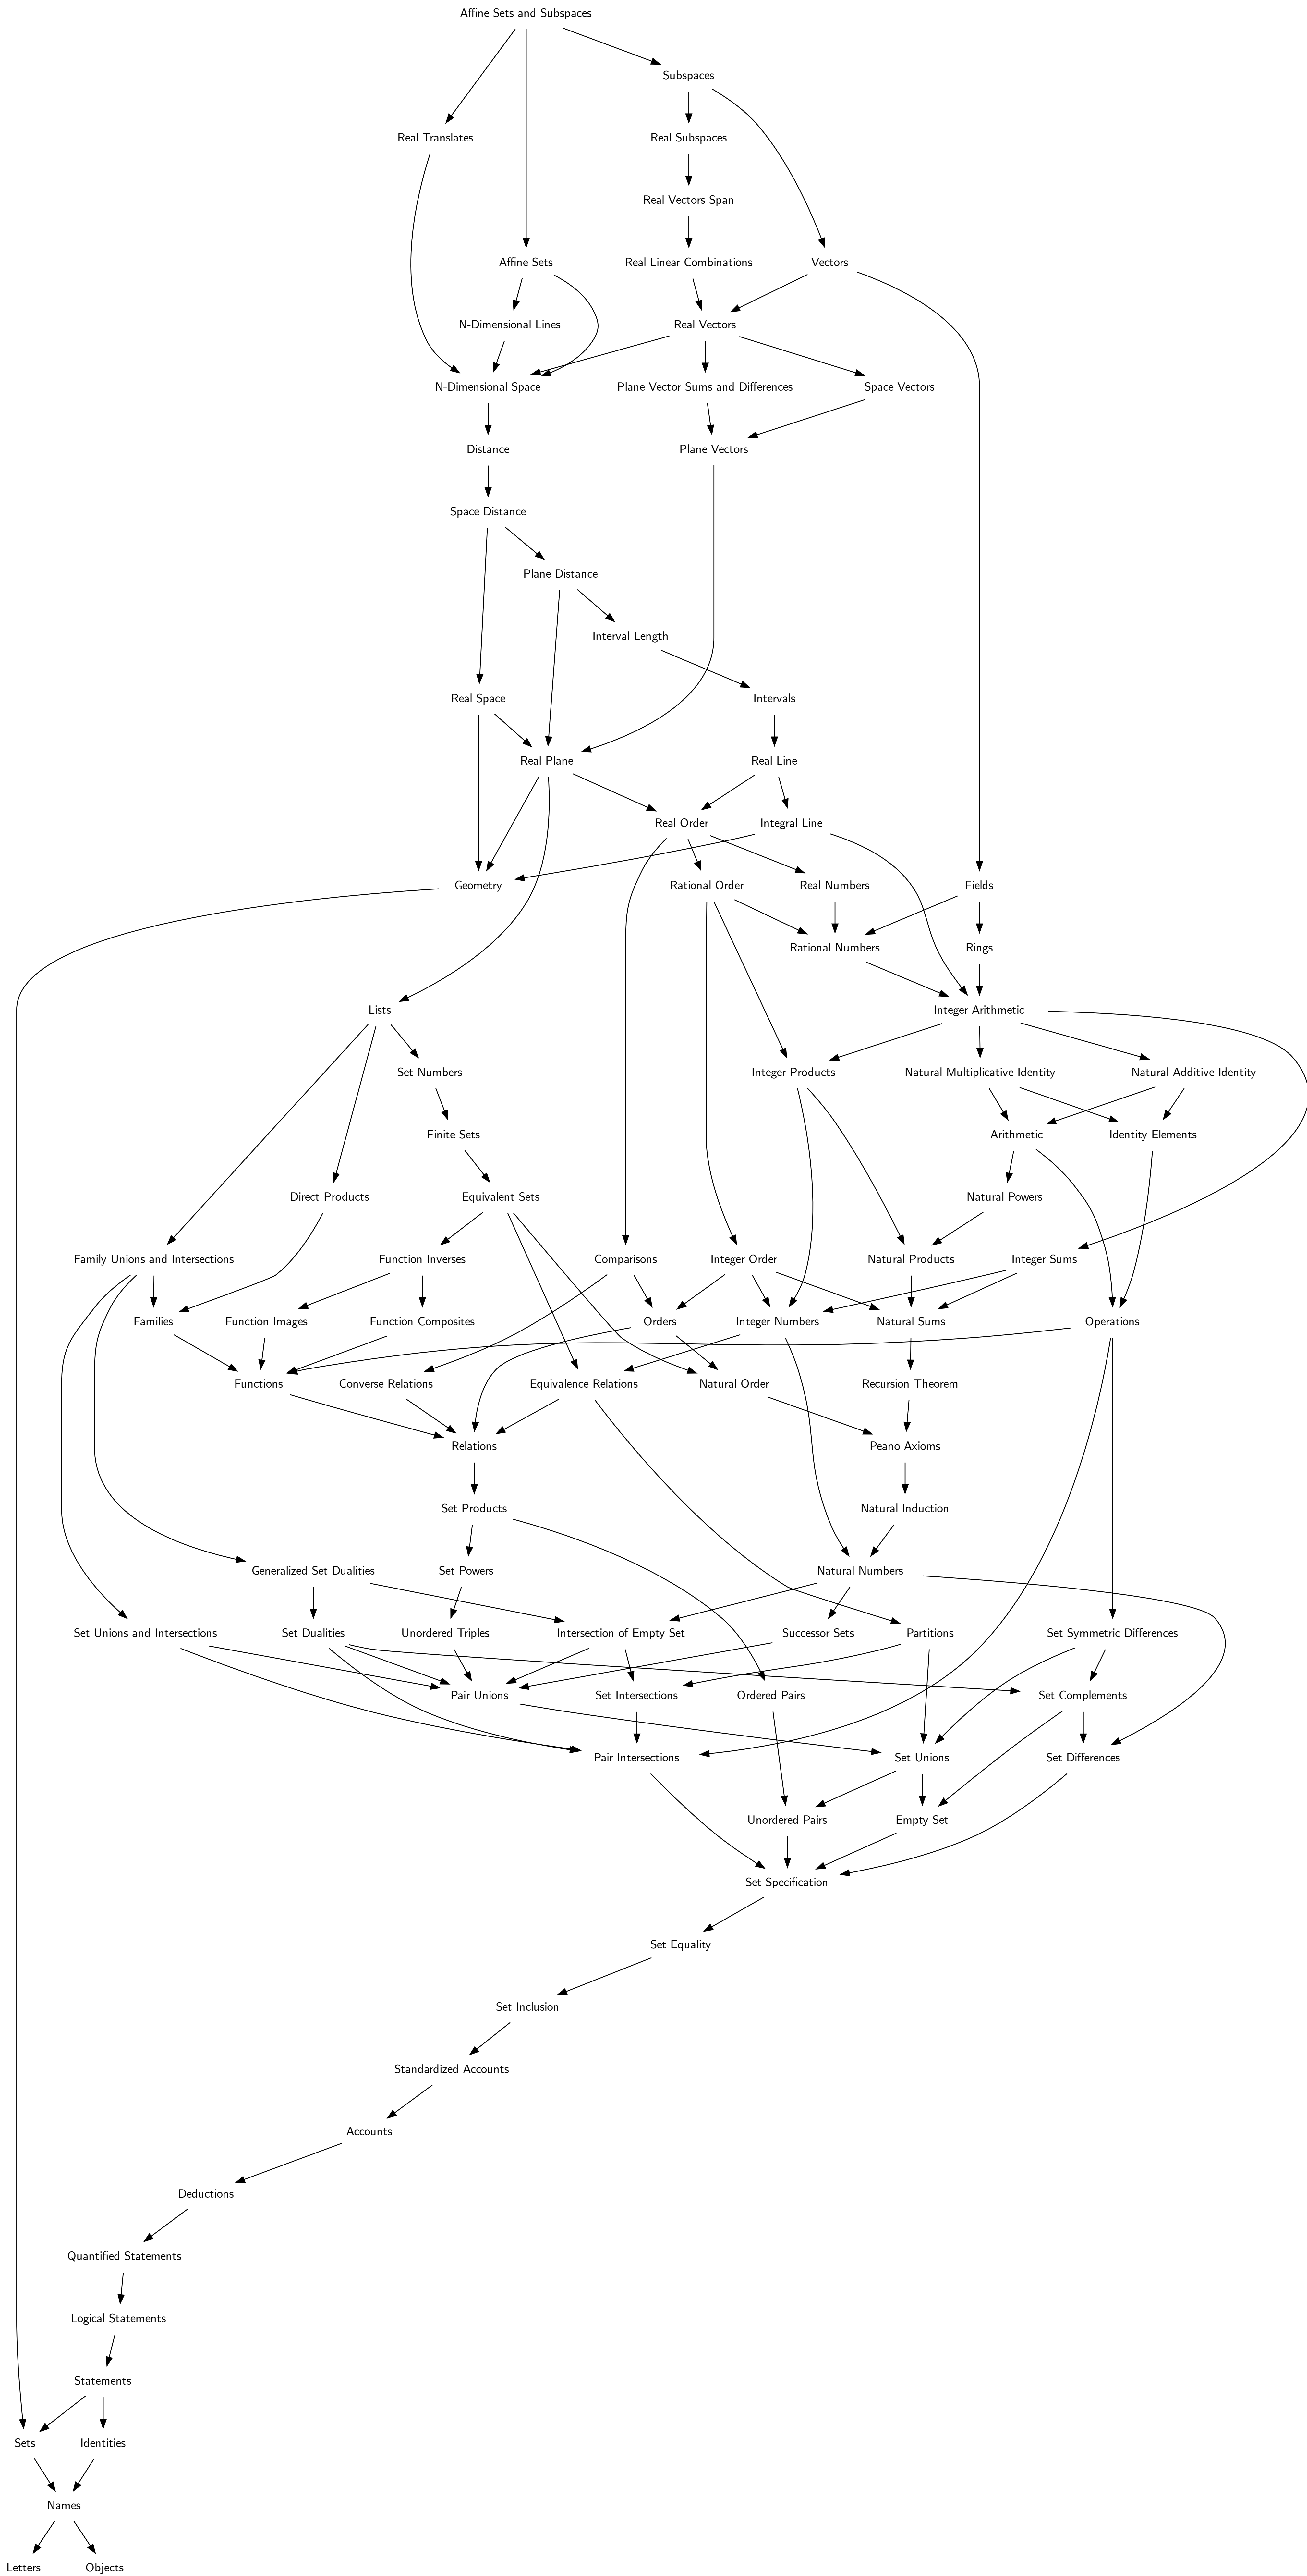 Affine Sets and Subspaces
Subspaces
Real Translates
Real Subspaces
Real Vectors Span
Affine Sets
Real Linear Combinations
Vectors
N-Dimensional Lines
Real Vectors
N-Dimensional Space
Plane Vector Sums and Differences
Space Vectors
Distance
Plane Vectors
Space Distance
Plane Distance
Interval Length
Real Space
Intervals
Real Plane
Real Line
Real Order
Integral Line
Geometry
Rational Order
Real Numbers
Fields
Rational Numbers
Rings
Lists
Integer Arithmetic
Set Numbers
Integer Products
Natural Multiplicative Identity
Natural Additive Identity
Finite Sets
Arithmetic
Identity Elements
Direct Products
Equivalent Sets
Natural Powers
Family Unions and Intersections
Function Inverses
Comparisons
Integer Order
Natural Products
Integer Sums
Families
Function Images
Function Composites
Orders
Integer Numbers
Natural Sums
Operations
Functions
Converse Relations
Equivalence Relations
Natural Order
Recursion Theorem
Relations
Peano Axioms
Set Products
Natural Induction
Generalized Set Dualities
Set Powers
Natural Numbers
Set Unions and Intersections
Set Dualities
Unordered Triples
Intersection of Empty Set
Successor Sets
Partitions
Set Symmetric Differences
Pair Unions
Set Intersections
Ordered Pairs
Set Complements
Pair Intersections
Set Unions
Set Differences
Unordered Pairs
Empty Set
Set Specification
Set Equality
Set Inclusion
Standardized Accounts
Accounts
Deductions
Quantified Statements
Logical Statements
Statements
Sets
Identities
Names
Letters
Objects